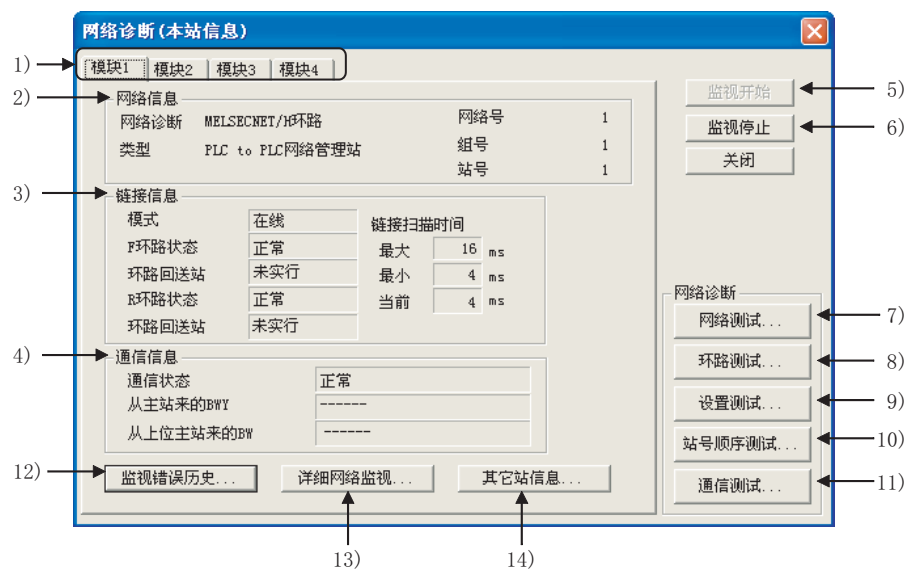 网络诊断(本站信息)
1) 模块1 模块2 模块3 模块4
2) 网络信息
网络诊断 MELSECNET/H环路 网络号 1
类型 PLC to PLC网络管理站 组号 1
站号 1
监视开始 5)
监视停止 6)
关闭
3) 链接信息
模式 在线 链接扫描时间
F环路状态 正常 最大 16 ms
环路回送站 未实行 最小 4 ms
R环路状态 正常 当前 4 ms
环路回送站 未实行
4) 通信信息
通信状态 正常
从主站来的BWY ------
从上位主站来的BW ------
网络诊断
网络测试... 7)
环路测试... 8)
设置测试... 9)
站号顺序测试... 10)
通信测试... 11)
12) 监视错误历史... 详细网络监视... 其它站信息...
13) 14)